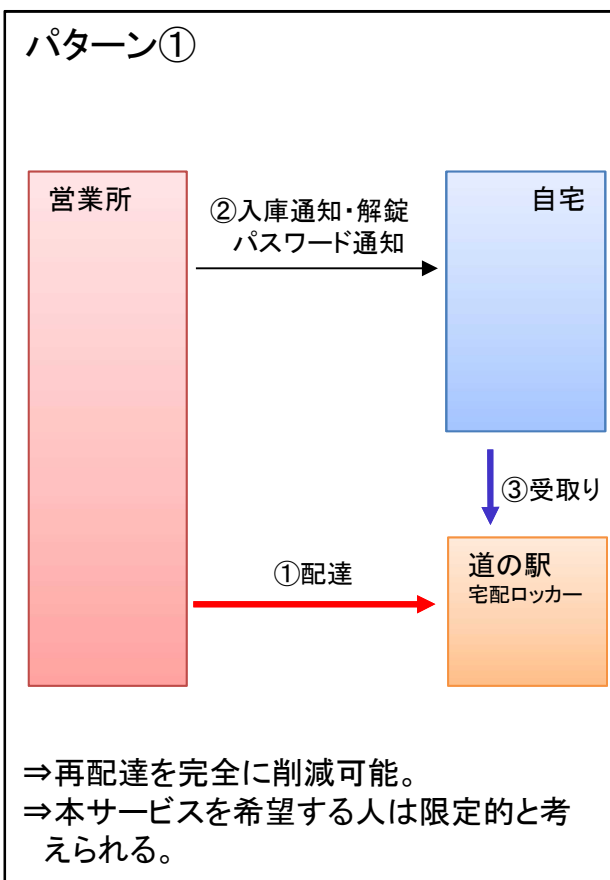 パターン①
営業所
②入庫通知・解錠
パスワード通知
自宅
③受取り
①配達
道の駅
宅配ロッカー
⇒再配達を完全に削減可能。
⇒本サービスを希望する人は限定的と考
えられる。